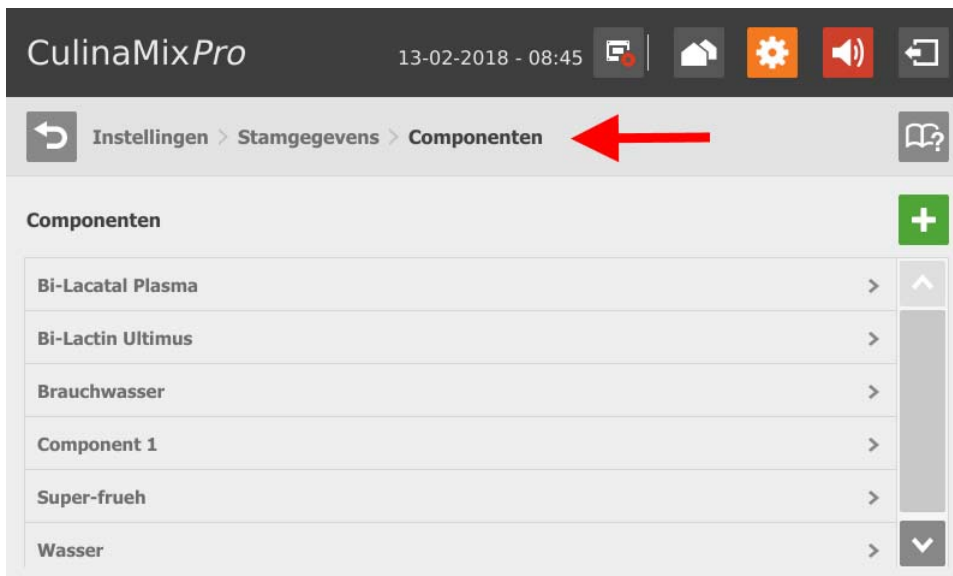 CulinaMixPro 13-02-2018 - 08:45
Instellingen > Stamgegevens > Componenten
Componenten
Bi-Lacatal Plasma
Bi-Lactin Ultimus
Brauchwasser
Component 1
Super-frueh
Wasser